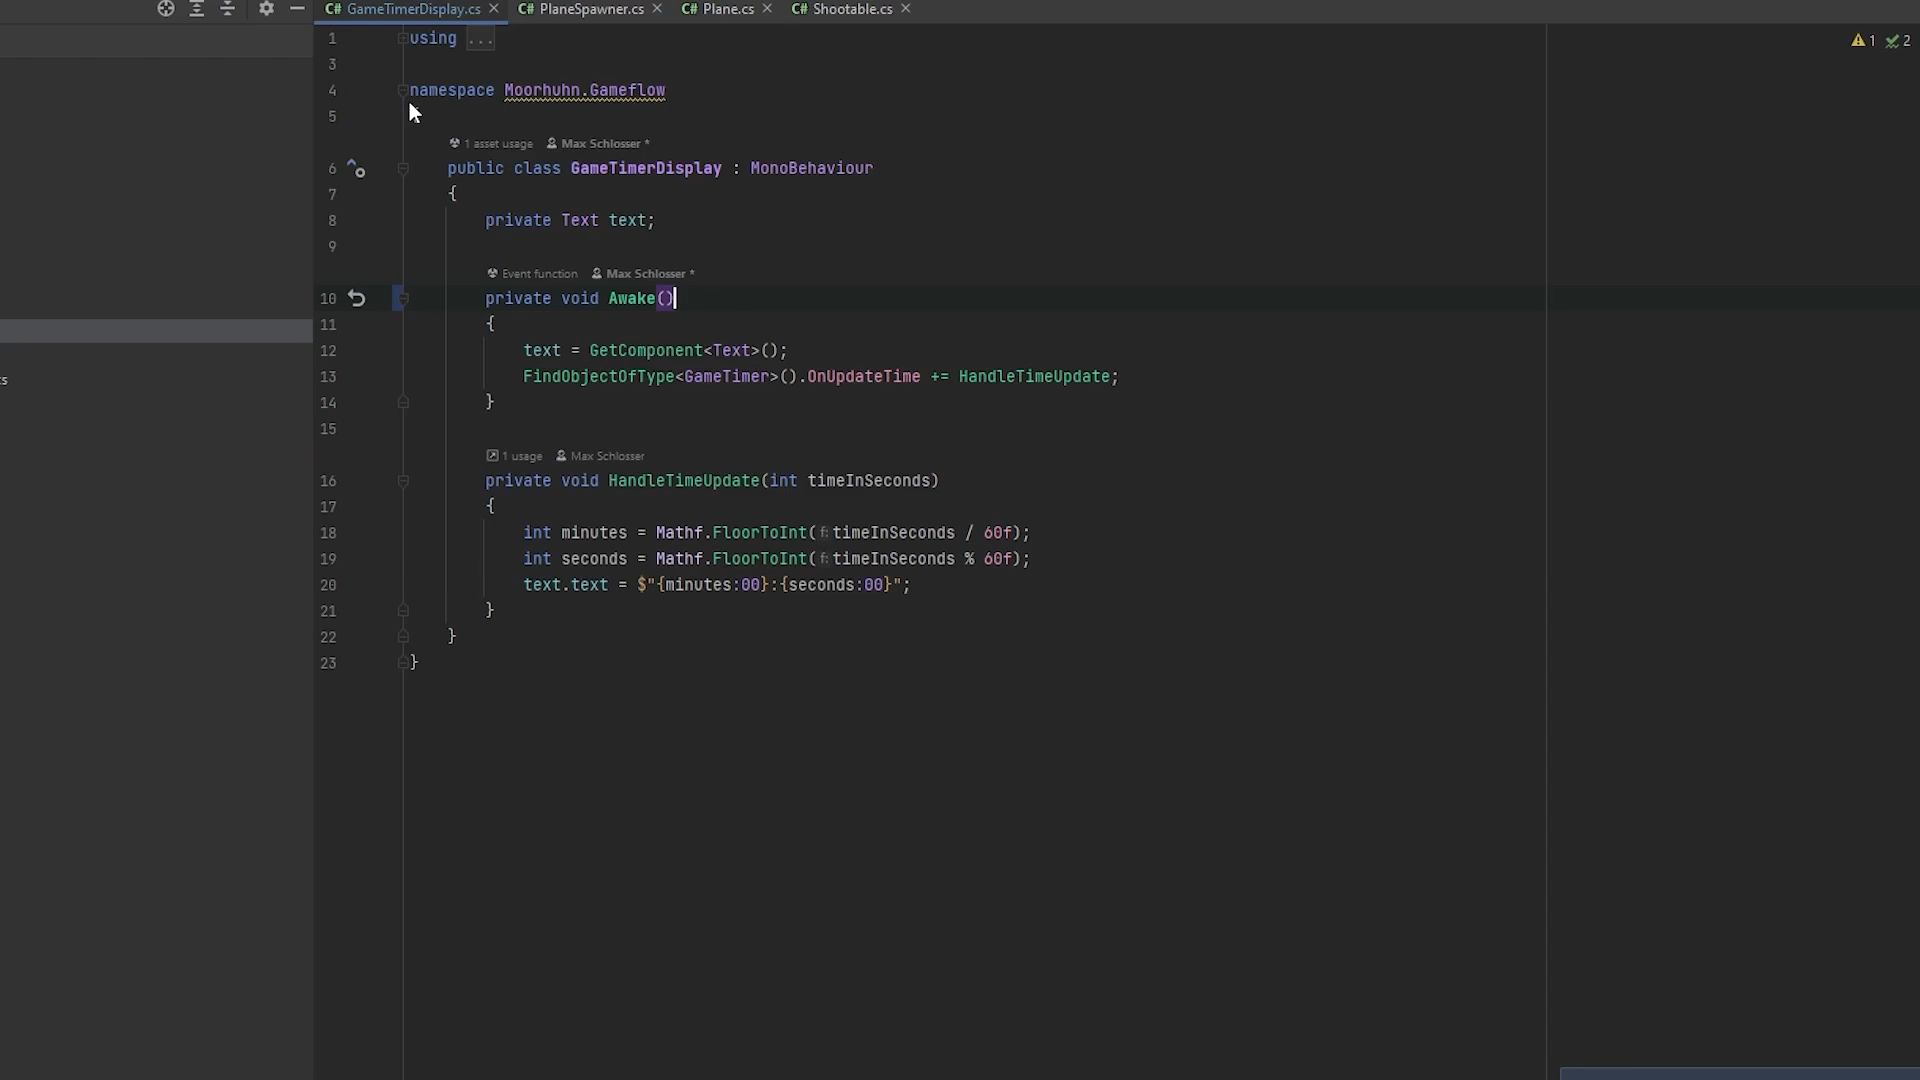 C# GameTimerDisplay.cs C# PlaneSpawner.cs C# Plane.cs C# Shootable.cs
1 using ...
1 2
3
4 namespace Moorhuhn.Gameflow
5
1 asset usage Max Schlosser *
6 public class GameTimerDisplay : MonoBehaviour
7 {
8 private Text text;
9
Event function Max Schlosser *
10 private void Awake()
11 {
12 text = GetComponent<Text>();
13 FindObjectOfType<GameTimer>().OnUpdateTime += HandleTimeUpdate;
14 }
15
1 usage Max Schlosser
16 private void HandleTimeUpdate(int timeInSeconds)
17 {
18 int minutes = Mathf.FloorToInt(f:timeInSeconds / 60f);
19 int seconds = Mathf.FloorToInt(f:timeInSeconds % 60f);
20 text.text = $"{minutes:00}:{seconds:00}";
21 }
22 }
23 }